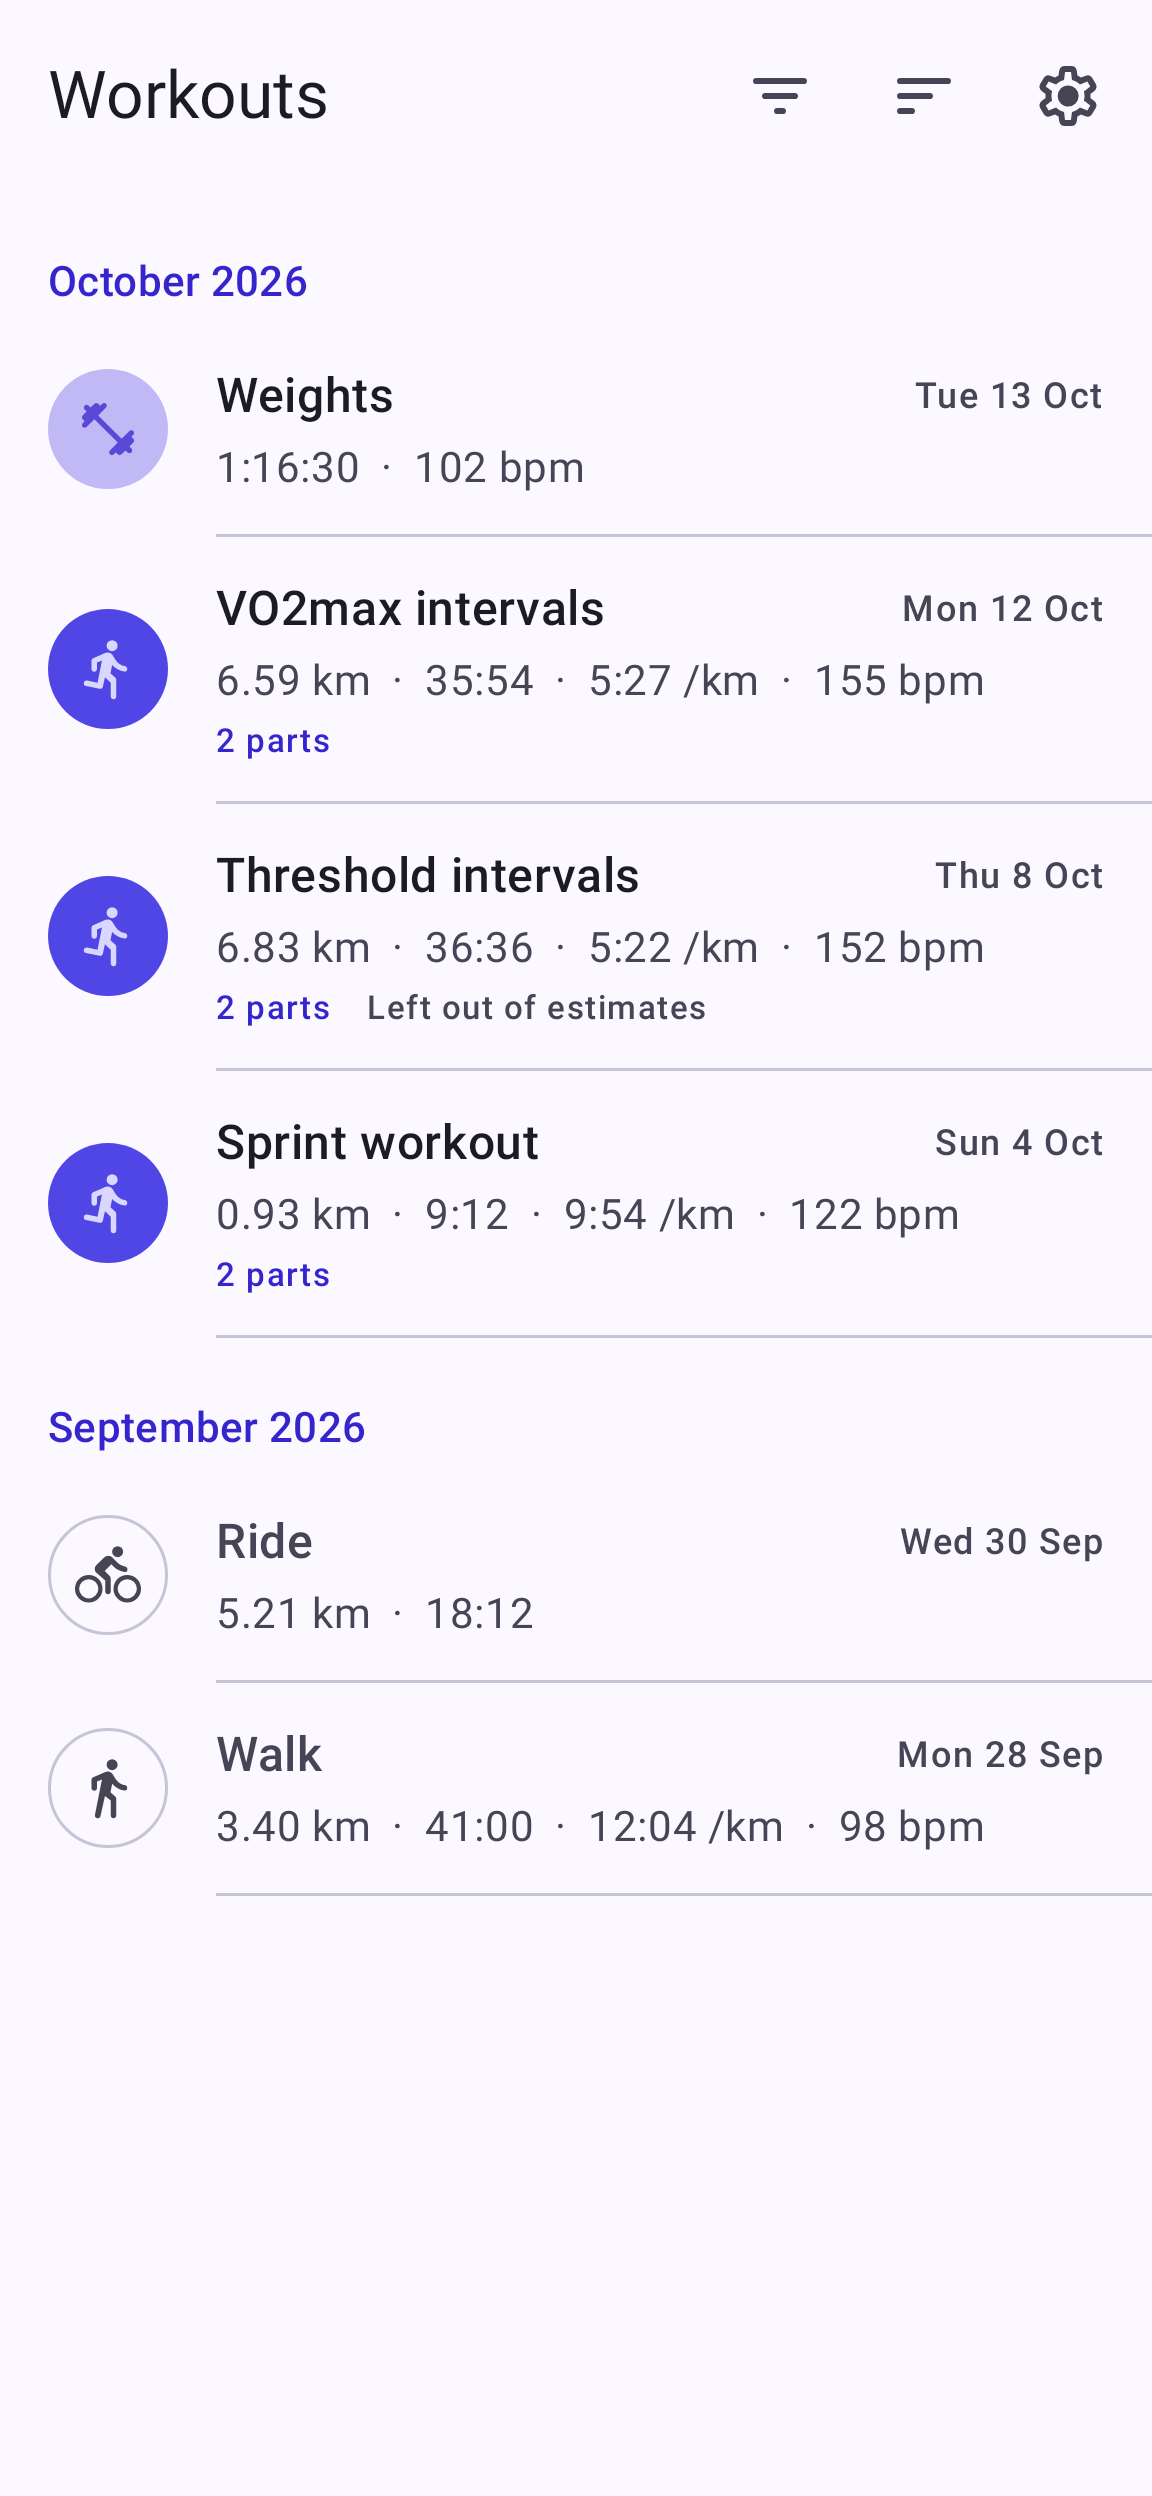 Workouts
October 2026
Weights
Tue 13 Oct
1:16:30 · 102 bpm
VO2max intervals
Mon 12 Oct
6.59 km · 35:54 · 5:27 /km · 155 bpm
2 parts
Threshold intervals
Thu 8 Oct
6.83 km · 36:36 · 5:22 /km · 152 bpm
2 parts Left out of estimates
Sprint workout
Sun 4 Oct
0.93 km · 9:12 · 9:54 /km · 122 bpm
2 parts
September 2026
Ride
Wed 30 Sep
5.21 km · 18:12
Walk
Mon 28 Sep
3.40 km · 41:00 · 12:04 /km · 98 bpm